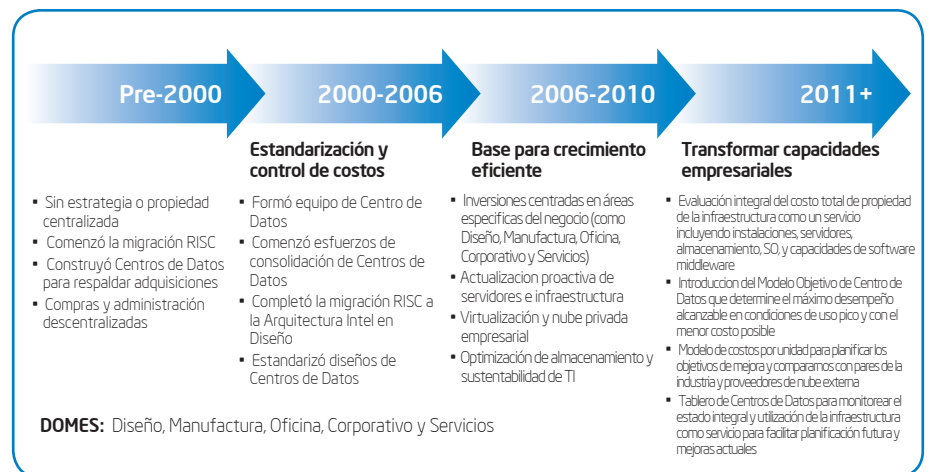 Pre-2000
2000-2006
2006-2010
2011+
Sin estrategia o propiedad
centralizada
Comenzó la migración RISC
Construyó Centros de Datos
para respaldar adquisiciones
Compras y administración
descentralizadas
Estandarización y
control de costos
Formó equipo de Centro de
Datos
Comenzó esfuerzos de
consolidación de Centros de
Datos
Completó la migración RISC a
la Arquitectura Intel en
Diseño
Estandarizó diseños de
Centros de Datos
Base para crecimiento
eficiente
Inversiones centradas en áreas
especificas del negocio (como
Diseño, Manufactura, Oficina,
Corporativo y Servicios)
Actualizacion proactiva de
servidores e infraestructura
Virtualización y nube privada
empresarial
Optimización de almacenamiento y
sustentabilidad de TI
Transformar capacidades
empresariales
Evaluación integral del costo total de propiedad
de la infraestructura como un servicio
incluyendo instalaciones, servidores,
almacenamiento, SO, y capacidades de software
middleware
Introduccion del Modelo Objetivo de Centro de
Datos que determine el máximo desempeño
alcanzable en condiciones de uso pico y con el
menor costo posible
Modelo de costos por unidad para planificar los
objetivos de mejora y compararnos con pares de la
industria y proveedores de nube externa
Tablero de Centros de Datos para monitorear el
estado integral y utilización de la infraestructura
como servicio para facilitar planificación futura y
mejoras actuales
DOMES: Diseño, Manufactura, Oficina, Corporativo y Servicios